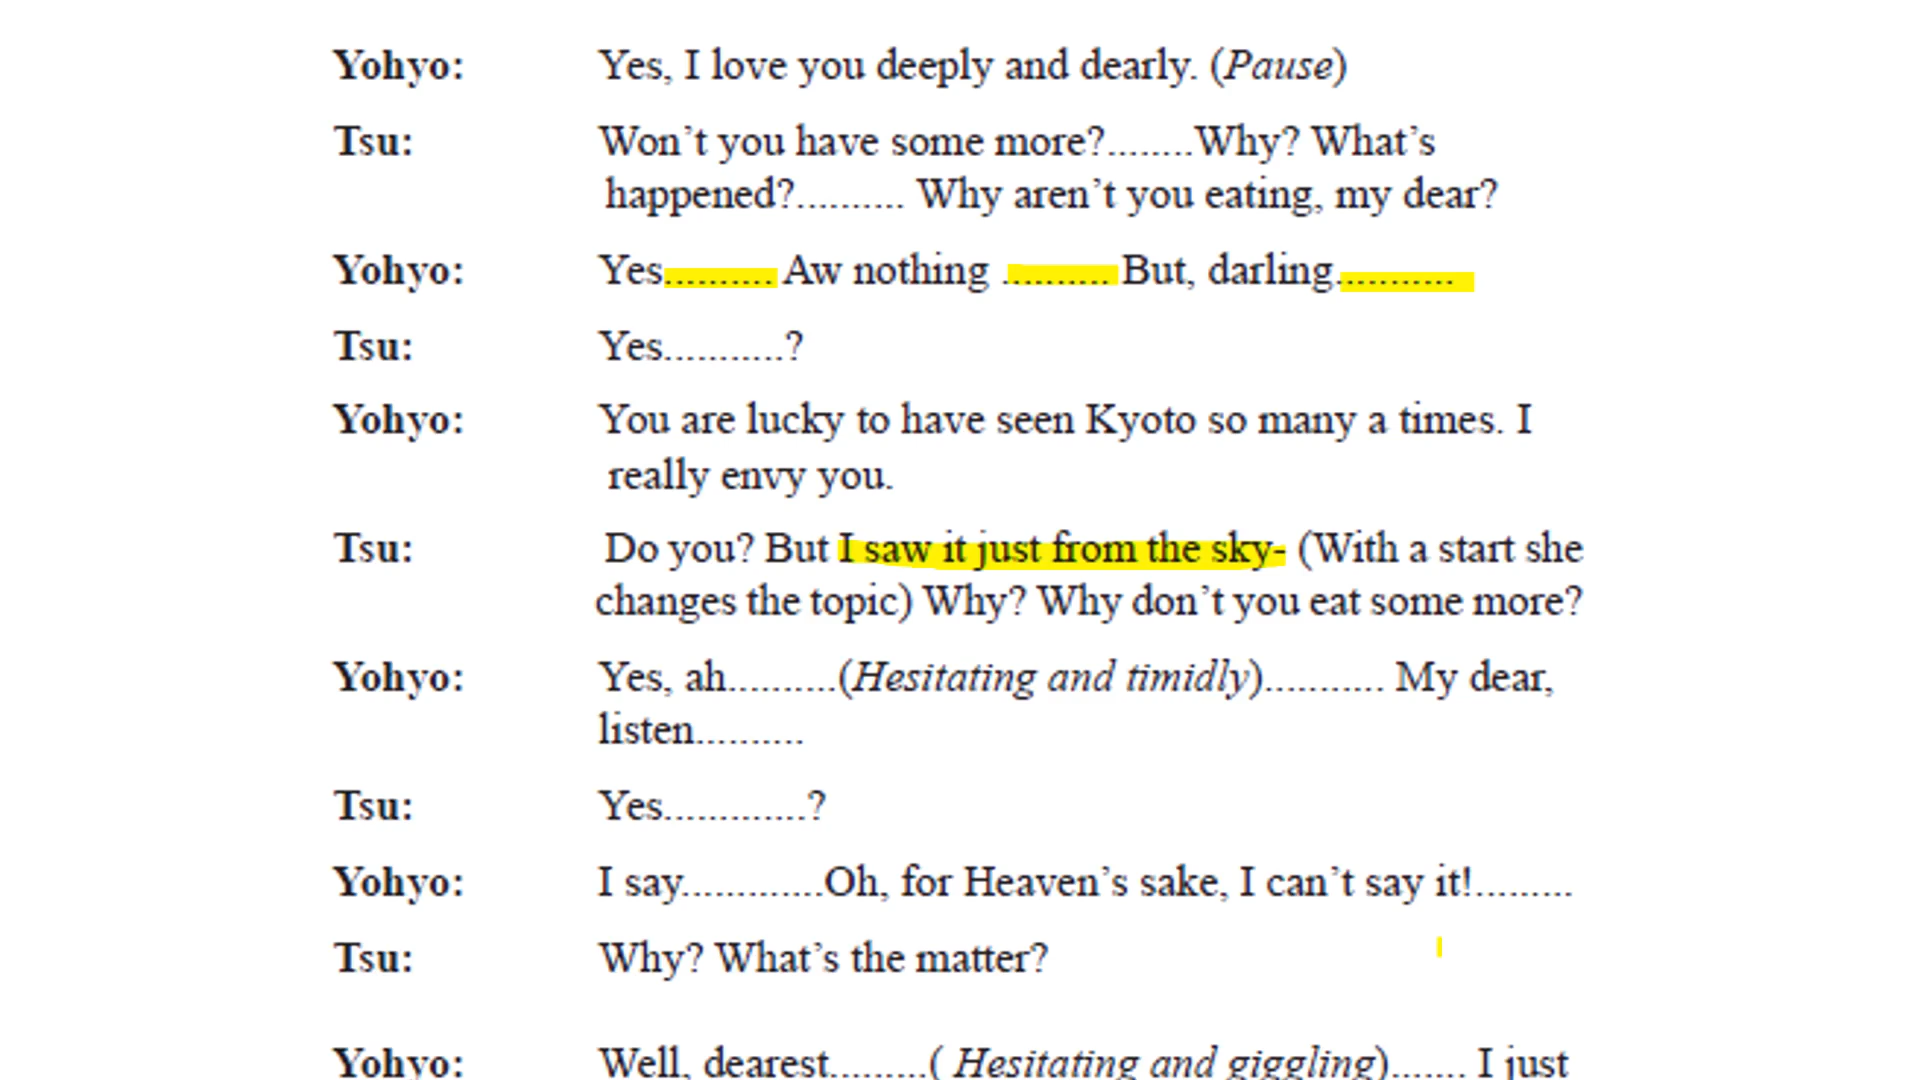 Yohyo: Yes, I love you deeply and dearly. (Pause)
Tsu: Won’t you have some more?........Why? What’s
happened?.......... Why aren’t you eating, my dear?
Yohyo: Yes.......... Aw nothing .......... But, darling...........
Tsu: Yes...........?
Yohyo: You are lucky to have seen Kyoto so many a times. I
really envy you.
Tsu: Do you? But I saw it just from the sky- (With a start she
changes the topic) Why? Why don’t you eat some more?
Yohyo: Yes, ah..........(Hesitating and timidly)........... My dear,
listen..........
Tsu: Yes.............?
Yohyo: I say.............Oh, for Heaven’s sake, I can’t say it!.........
Tsu: Why? What’s the matter?
Yohyo: Well, dearest.........( Hesitating and giggling)....... I just